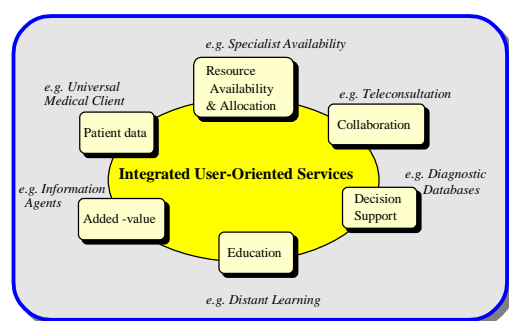 e.g. Specialist Availability
Resource
Availability
& Allocation
e.g. Universal
Medical Client
Patient data
e.g. Teleconsultation
Collaboration
Integrated User-Oriented Services
e.g. Information
Agents
Added -value
e.g. Diagnostic
Databases
Decision
Support
Education
e.g. Distant Learning